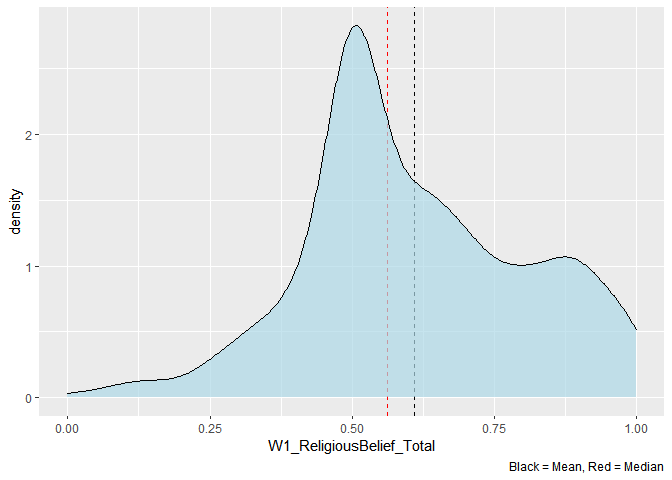 density
2
1
0
0.00 0.25 0.50 0.75 1.00
W1_ReligiousBelief_Total
Black = Mean, Red = Median